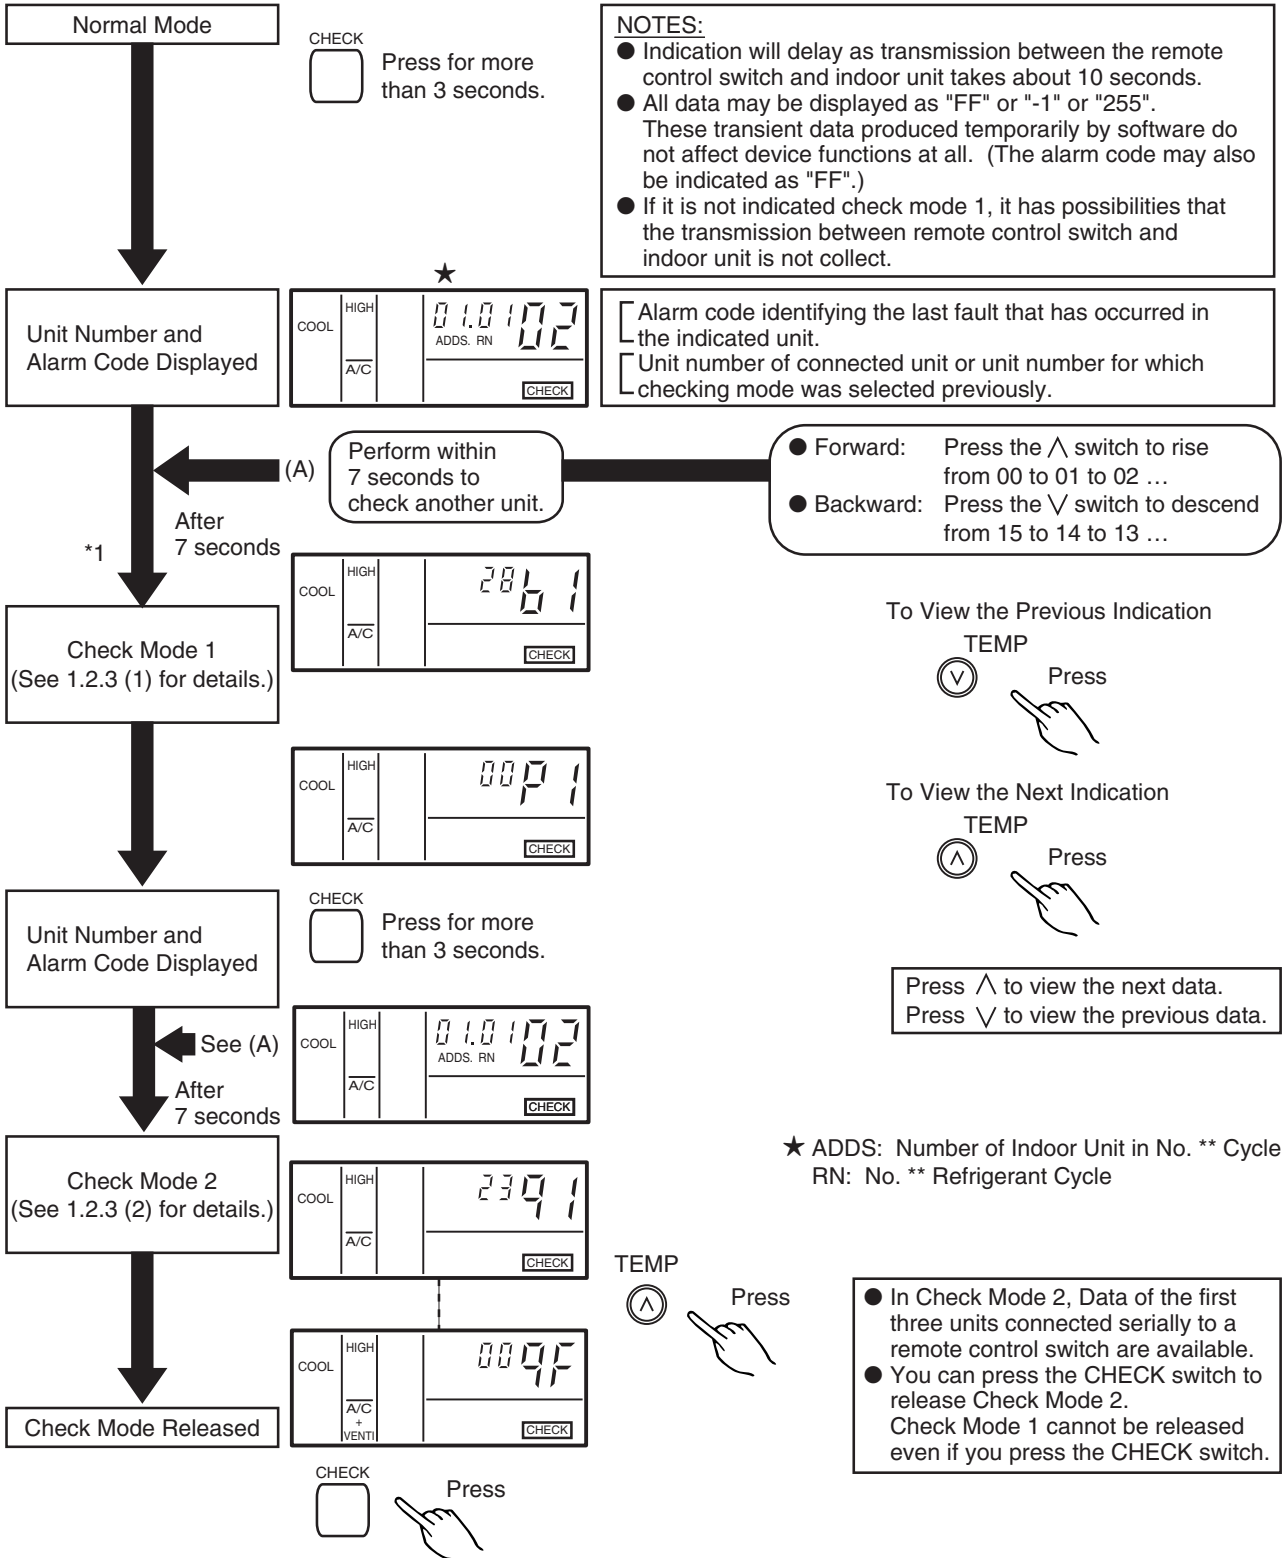 Normal Mode
CHECK
Press for more
than 3 seconds.
NOTES:
● Indication will delay as transmission between the remote
control switch and indoor unit takes about 10 seconds.
● All data may be displayed as "FF" or "-1" or "255".
These transient data produced temporarily by software do
not affect device functions at all. (The alarm code may also
be indicated as "FF".)
● If it is not indicated check mode 1, it has possibilities that
the transmission between remote control switch and
indoor unit is not collect.
★
Unit Number and
Alarm Code Displayed
COOL
HIGH
A/C
01.01 02
ADDS. RN
CHECK
Alarm code identifying the last fault that has occurred in
the indicated unit.
Unit number of connected unit or unit number for which
checking mode was selected previously.
(A)
Perform within
7 seconds to
check another unit.
● Forward: Press the ∧ switch to rise
from 00 to 01 to 02 …
● Backward: Press the ∨ switch to descend
from 15 to 14 to 13 …
After
7 seconds
*1
Check Mode 1
(See 1.2.3 (1) for details.)
COOL
HIGH
A/C
28 b1
CHECK
To View the Previous Indication
TEMP
∨
Press
COOL
HIGH
A/C
00 P1
CHECK
To View the Next Indication
TEMP
∧
Press
Unit Number and
Alarm Code Displayed
CHECK
Press for more
than 3 seconds.
Press ∧ to view the next data.
Press ∨ to view the previous data.
See (A)
After
7 seconds
COOL
HIGH
A/C
01.01 02
ADDS. RN
CHECK
★ ADDS: Number of Indoor Unit in No. ** Cycle
RN: No. ** Refrigerant Cycle
Check Mode 2
(See 1.2.3 (2) for details.)
COOL
HIGH
A/C
23 q1
CHECK
TEMP
∧
Press
● In Check Mode 2, Data of the first
three units connected serially to a
remote control switch are available.
● You can press the CHECK switch to
release Check Mode 2.
Check Mode 1 cannot be released
even if you press the CHECK switch.
COOL
HIGH
A/C
+
VENTI
00 qF
CHECK
Check Mode Released
CHECK
Press